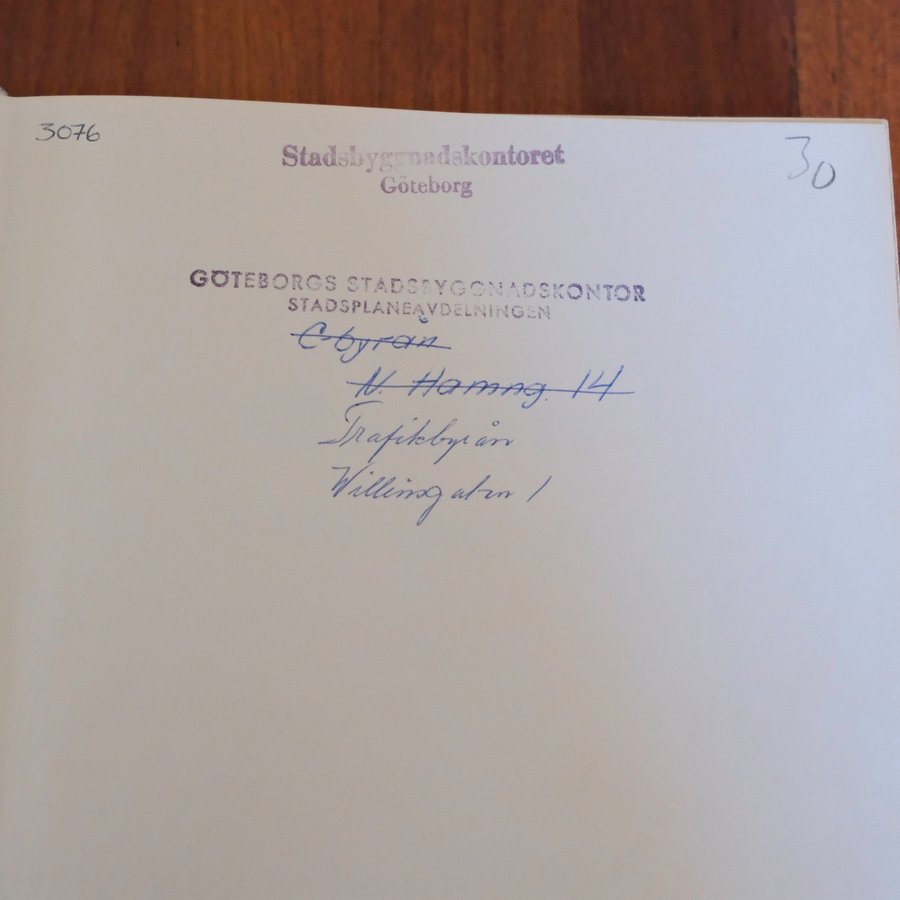 3076
30
Stadsbyggnadskontoret
Göteborg
GÖTEBORGS STADSBYGGNADSKONTOR
STADSPLANEAVDELNINGEN
C-byrån
N. Hamng. 14
Trafikbyrån
Willinsgatan 1